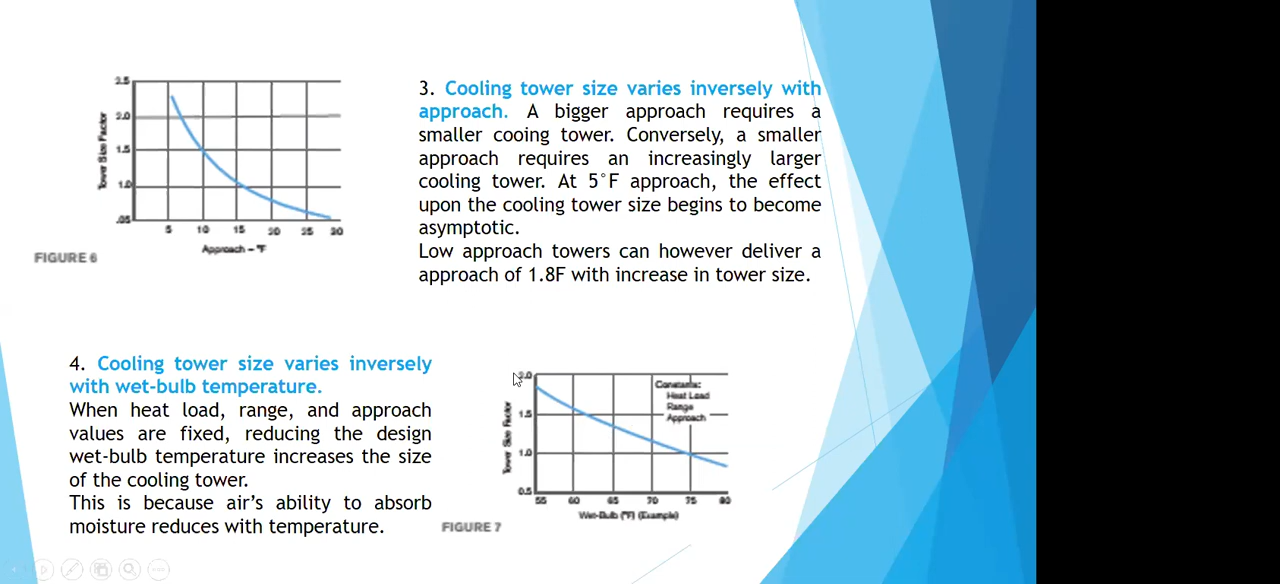 2.5
2.0
1.5
1.0
.05
Tower Size Factor
5 10 15 20 25 30
Approach – °F
FIGURE 6
3. Cooling tower size varies inversely with
approach. A bigger approach requires a
smaller cooing tower. Conversely, a smaller
approach requires an increasingly larger
cooling tower. At 5°F approach, the effect
upon the cooling tower size begins to become
asymptotic.
Low approach towers can however deliver a
approach of 1.8F with increase in tower size.
4. Cooling tower size varies inversely
with wet-bulb temperature.
When heat load, range, and approach
values are fixed, reducing the design
wet-bulb temperature increases the size
of the cooling tower.
This is because air’s ability to absorb
moisture reduces with temperature.
2.0
1.5
1.0
0.5
Tower Size Factor
Constants:
Heat Load
Range
Approach
55 60 65 70 75 80
Wet-Bulb (°F) (Example)
FIGURE 7